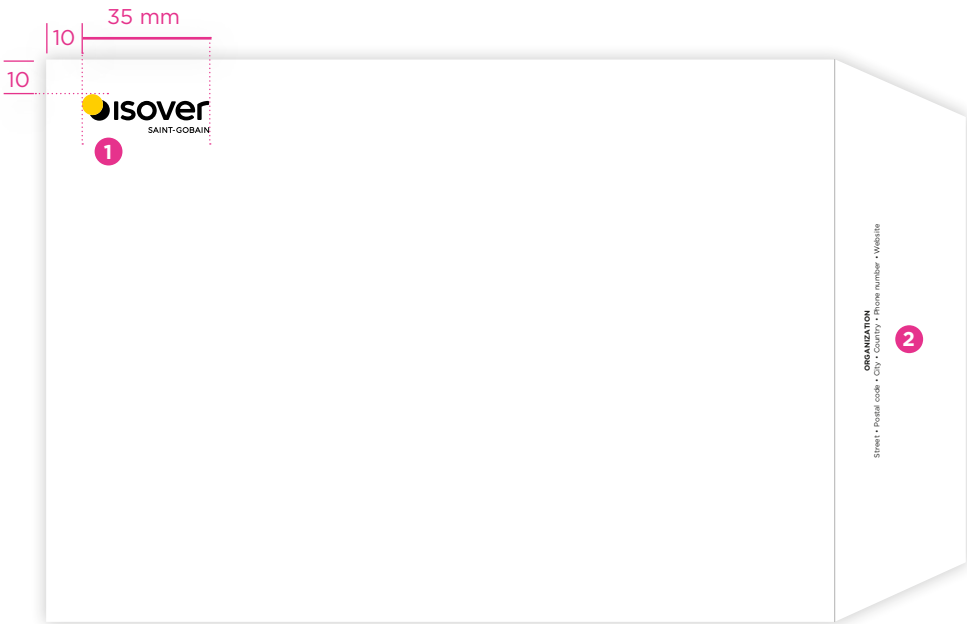 35 mm
10
10
ISOVER
SAINT-GOBAIN
1
ORGANIZATION
Street • Postal code • City • Country • Phone number • Website
2